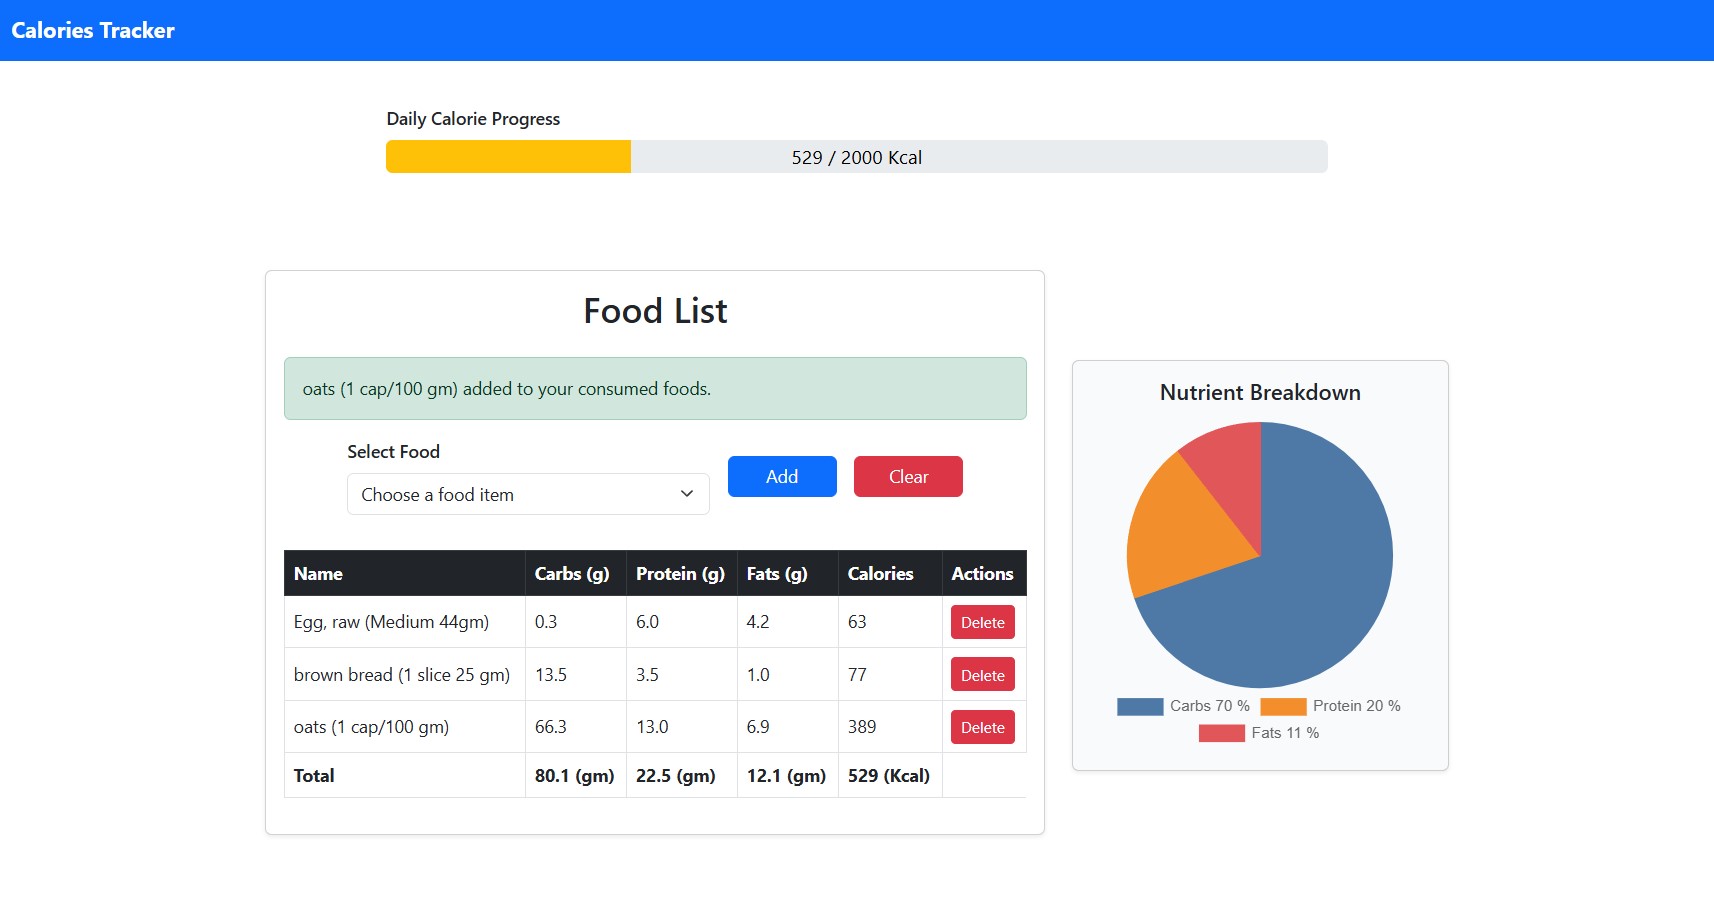 Calories Tracker
Daily Calorie Progress
529 / 2000 Kcal
Food List
oats (1 cap/100 gm) added to your consumed foods.
Select Food
Choose a food item
Add
Clear
Name Carbs (g) Protein (g) Fats (g) Calories Actions
Egg, raw (Medium 44gm) 0.3 6.0 4.2 63 Delete
brown bread (1 slice 25 gm) 13.5 3.5 1.0 77 Delete
oats (1 cap/100 gm) 66.3 13.0 6.9 389 Delete
Total 80.1 (gm) 22.5 (gm) 12.1 (gm) 529 (Kcal)
Nutrient Breakdown
Carbs 70 % Protein 20 %
Fats 11 %